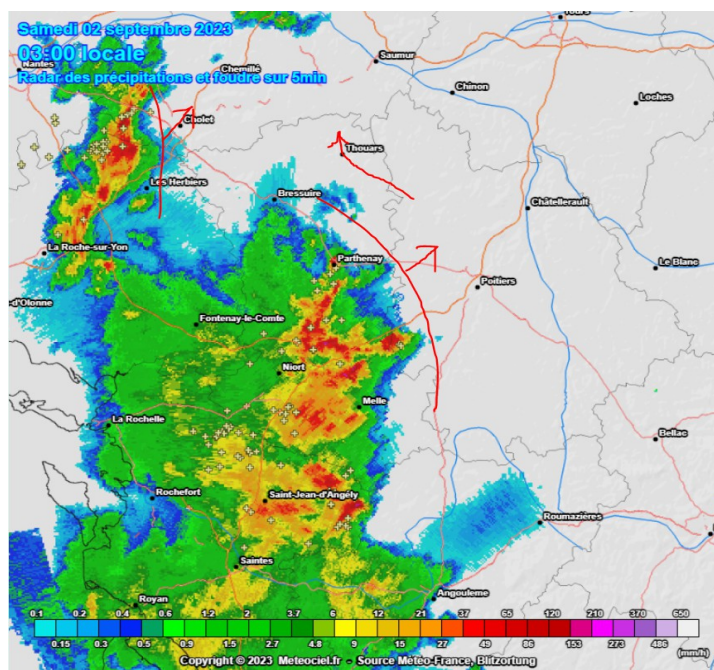 Samedi 02 septembre 2023
03:00 locale
Radar des précipitations et foudre sur 5min
Tours
Nantes
Saumur
Chemillé
Chinon
Loches
Cholet
Thouars
Les Herbiers
Bressuire
Châtellerault
La Roche-sur-Yon
Parthenay
Le Blanc
-d'Olonne
Poitiers
Fontenay-le-Comte
Niort
Melle
La Rochelle
Bellac
Rochefort
Saint-Jean-d'Angély
Roumazières
Saintes
Royan
Angouleme
0.1 0.2 0.4 0.6 1.2 2 3.7 6 12 21 37 65 120 210 370 650
0.15 0.3 0.5 0.9 1.5 2.7 4.8 9 15 27 49 86 153 273 486 (mm/h)
Copyright © 2023 Meteociel.fr - Source Meteo-France, Blitzortung